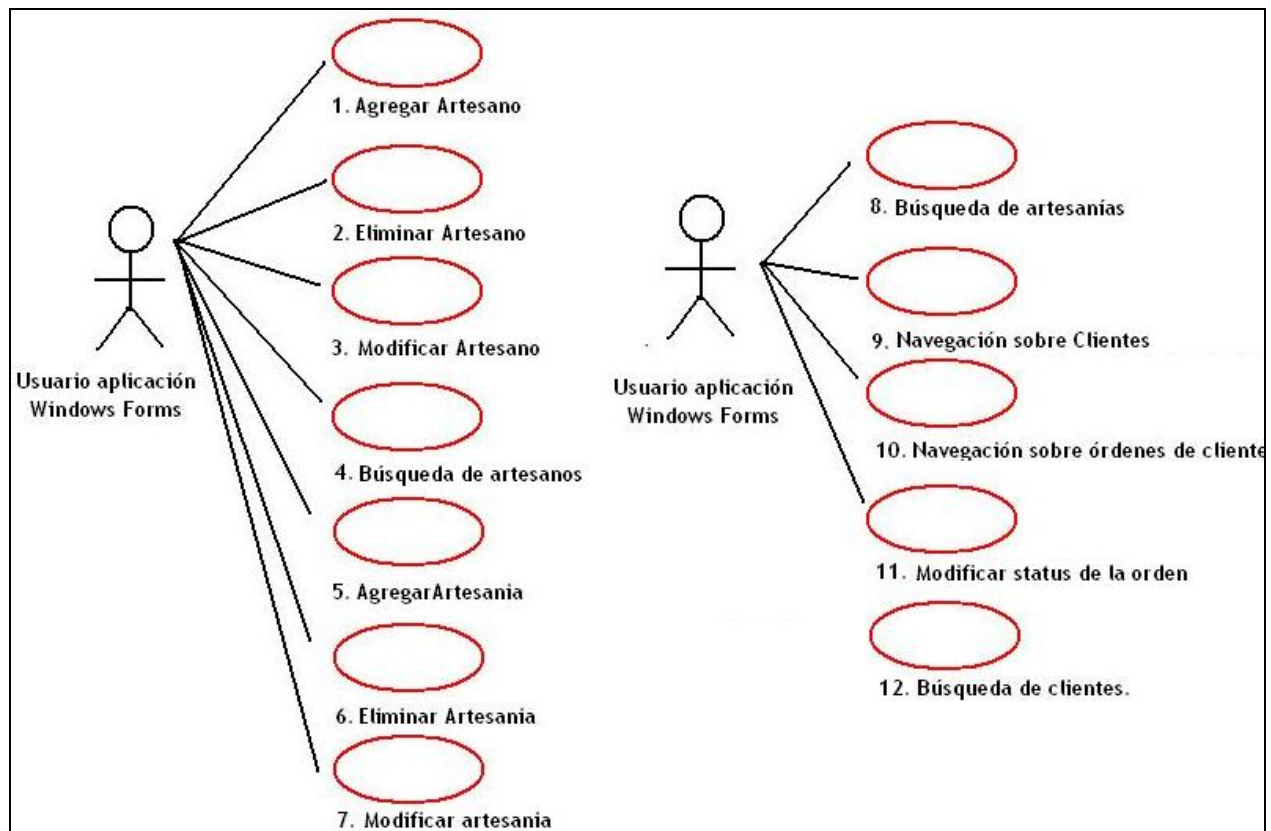 1. Agregar Artesano
2. Eliminar Artesano
3. Modificar Artesano
4. Búsqueda de artesanos
5. AgregarArtesania
6. Eliminar Artesania
7. Modificar artesania
Usuario aplicación
Windows Forms
8. Búsqueda de artesanías
9. Navegación sobre Clientes
10. Navegación sobre órdenes de cliente
11. Modificar status de la orden
12. Búsqueda de clientes.
Usuario aplicación
Windows Forms